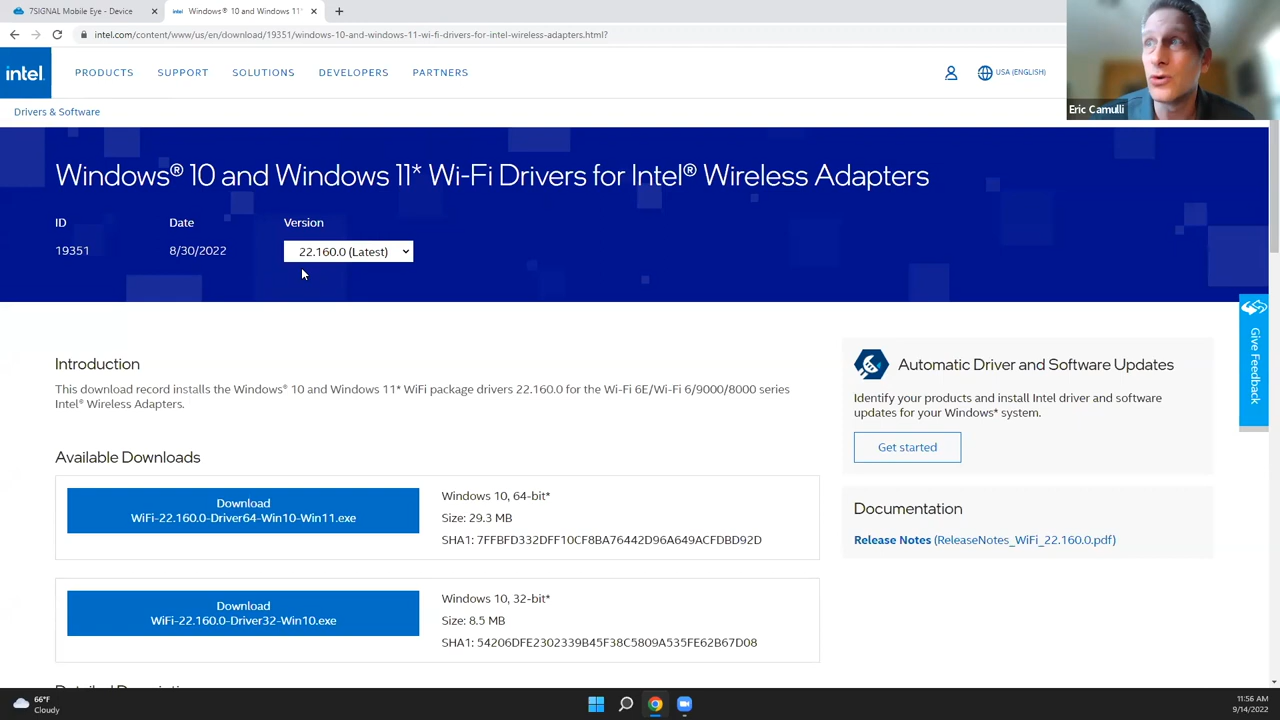 7SIGNAL Mobile Eye - Device
intel. Windows® 10 and Windows 11*
intel.com/content/www/us/en/download/19351/windows-10-and-windows-11-wi-fi-drivers-for-intel-wireless-adapters.html?
intel. PRODUCTS SUPPORT SOLUTIONS DEVELOPERS PARTNERS USA (ENGLISH)
Eric Camulli
Drivers & Software
Windows® 10 and Windows 11* Wi-Fi Drivers for Intel® Wireless Adapters
ID Date Version
19351 8/30/2022 22.160.0 (Latest)
Give Feedback
Introduction
This download record installs the Windows® 10 and Windows 11* WiFi package drivers 22.160.0 for the Wi-Fi 6E/Wi-Fi 6/9000/8000 series
Intel® Wireless Adapters.
Automatic Driver and Software Updates
Identify your products and install Intel driver and software
updates for your Windows* system.
Get started
Available Downloads
Download
WiFi-22.160.0-Driver64-Win10-Win11.exe
Windows 10, 64-bit*
Size: 29.3 MB
SHA1: 7FFBFD332DFF10CF8BA76442D96A649ACFDBD92D
Documentation
Release Notes (ReleaseNotes_WiFi_22.160.0.pdf)
Download
WiFi-22.160.0-Driver32-Win10.exe
Windows 10, 32-bit*
Size: 8.5 MB
SHA1: 54206DFE2302339B45F38C5809A535FE62B67D08
Detailed Description
66°F
Cloudy
11:56 AM
9/14/2022